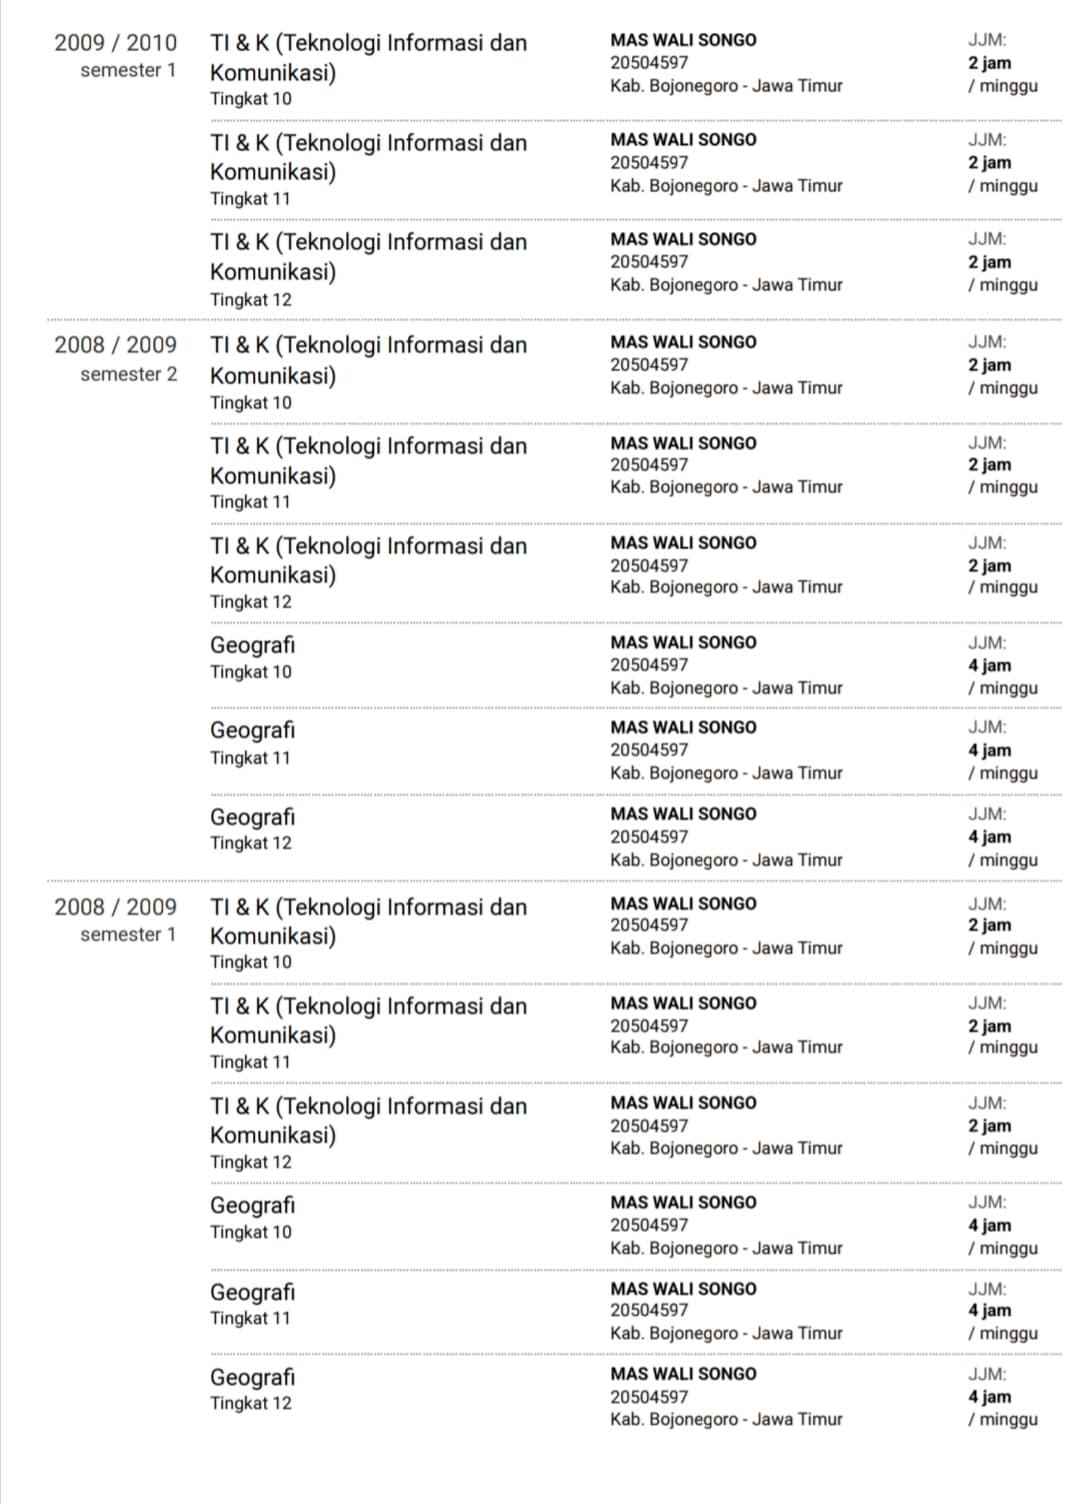 2009 / 2010
semester 1
TI & K (Teknologi Informasi dan
Komunikasi)
Tingkat 10
MAS WALI SONGO
20504597
Kab. Bojonegoro - Jawa Timur
JJM:
2 jam
/ minggu
TI & K (Teknologi Informasi dan
Komunikasi)
Tingkat 11
MAS WALI SONGO
20504597
Kab. Bojonegoro - Jawa Timur
JJM:
2 jam
/ minggu
TI & K (Teknologi Informasi dan
Komunikasi)
Tingkat 12
MAS WALI SONGO
20504597
Kab. Bojonegoro - Jawa Timur
JJM:
2 jam
/ minggu
2008 / 2009
semester 2
TI & K (Teknologi Informasi dan
Komunikasi)
Tingkat 10
MAS WALI SONGO
20504597
Kab. Bojonegoro - Jawa Timur
JJM:
2 jam
/ minggu
TI & K (Teknologi Informasi dan
Komunikasi)
Tingkat 11
MAS WALI SONGO
20504597
Kab. Bojonegoro - Jawa Timur
JJM:
2 jam
/ minggu
TI & K (Teknologi Informasi dan
Komunikasi)
Tingkat 12
MAS WALI SONGO
20504597
Kab. Bojonegoro - Jawa Timur
JJM:
2 jam
/ minggu
Geografi
Tingkat 10
MAS WALI SONGO
20504597
Kab. Bojonegoro - Jawa Timur
JJM:
4 jam
/ minggu
Geografi
Tingkat 11
MAS WALI SONGO
20504597
Kab. Bojonegoro - Jawa Timur
JJM:
4 jam
/ minggu
Geografi
Tingkat 12
MAS WALI SONGO
20504597
Kab. Bojonegoro - Jawa Timur
JJM:
4 jam
/ minggu
2008 / 2009
semester 1
TI & K (Teknologi Informasi dan
Komunikasi)
Tingkat 10
MAS WALI SONGO
20504597
Kab. Bojonegoro - Jawa Timur
JJM:
2 jam
/ minggu
TI & K (Teknologi Informasi dan
Komunikasi)
Tingkat 11
MAS WALI SONGO
20504597
Kab. Bojonegoro - Jawa Timur
JJM:
2 jam
/ minggu
TI & K (Teknologi Informasi dan
Komunikasi)
Tingkat 12
MAS WALI SONGO
20504597
Kab. Bojonegoro - Jawa Timur
JJM:
2 jam
/ minggu
Geografi
Tingkat 10
MAS WALI SONGO
20504597
Kab. Bojonegoro - Jawa Timur
JJM:
4 jam
/ minggu
Geografi
Tingkat 11
MAS WALI SONGO
20504597
Kab. Bojonegoro - Jawa Timur
JJM:
4 jam
/ minggu
Geografi
Tingkat 12
MAS WALI SONGO
20504597
Kab. Bojonegoro - Jawa Timur
JJM:
4 jam
/ minggu